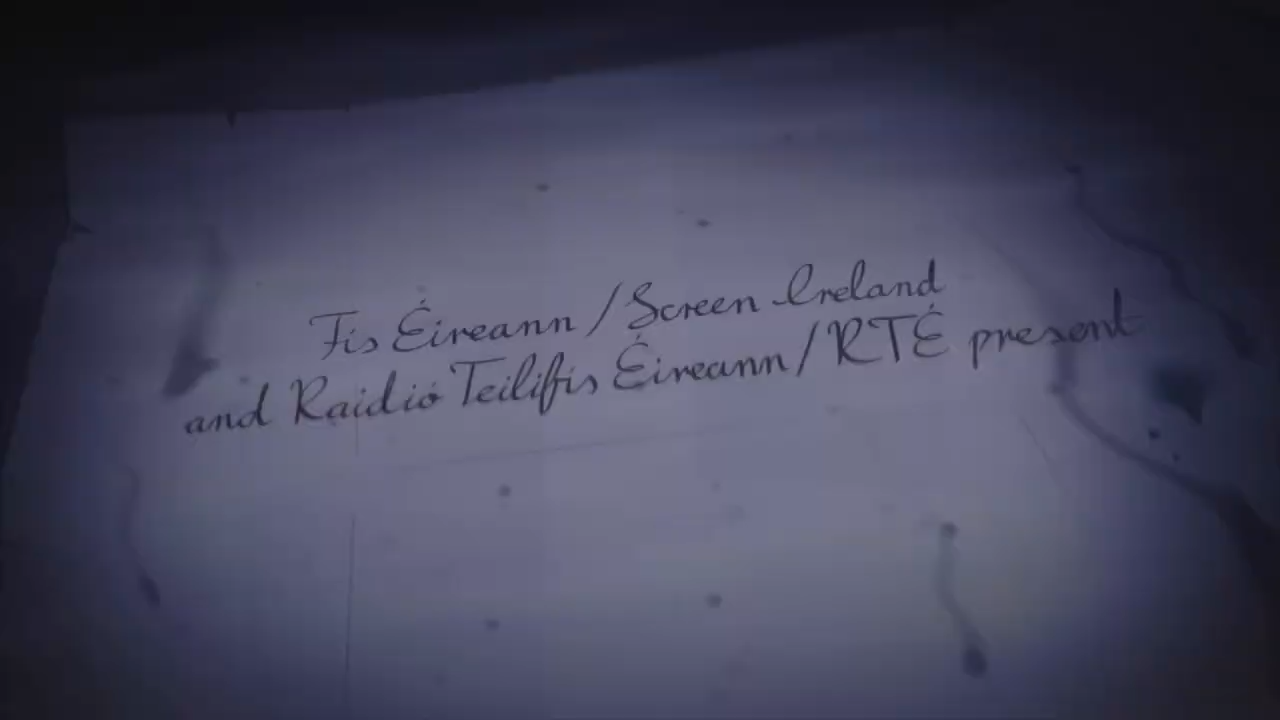 Fís Éireann/Screen Ireland
and Raidió Teilifís Éireann/RTÉ present